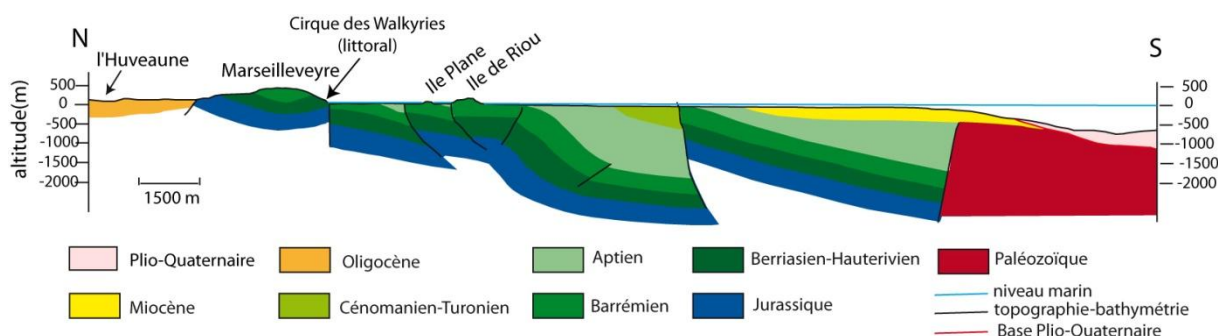 N
l'Huveaune
Marseilleveyre
Cirque des Walkyries
(littoral)
Ile Plane
Ile de Riou
S
altitude(m)
500
0
-500
-1000
-1500
-2000
1500 m
500
0
-500
-1000
-1500
-2000
Plio-Quaternaire
Oligocène
Aptien
Berriasien-Hauterivien
Paléozoïque
Miocène
Cénomanien-Turonien
Barrémien
Jurassique
niveau marin
topographie-bathymétrie
Base Plio-Quaternaire